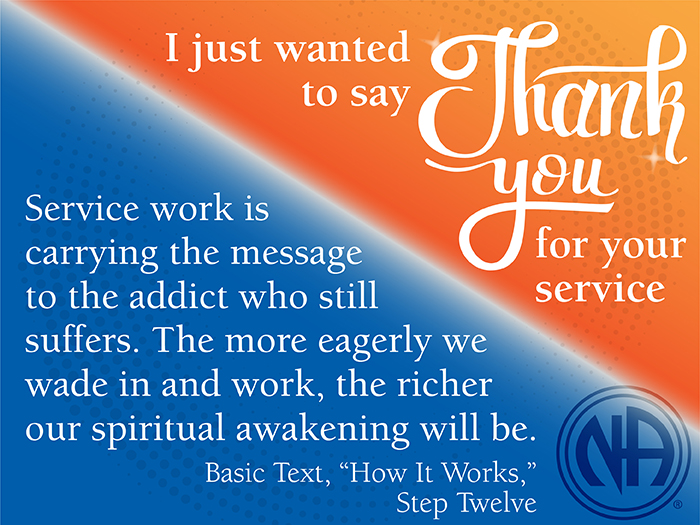 I just wanted
to say
Thank
you
for your
service
Service work is
carrying the message
to the addict who still
suffers. The more eagerly we
wade in and work, the richer
our spiritual awakening will be.
Basic Text, “How It Works,”
Step Twelve
NA
®